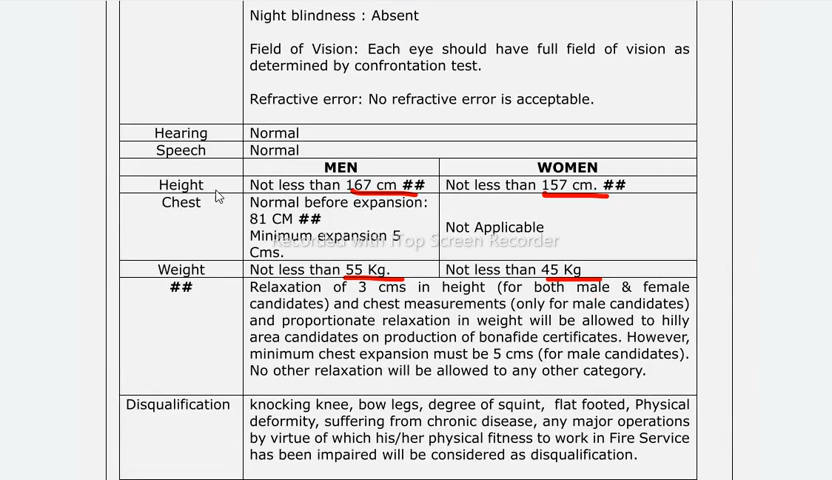 Night blindness : Absent
Field of Vision: Each eye should have full field of vision as
determined by confrontation test.
Refractive error: No refractive error is acceptable.
Hearing Normal
Speech Normal
MEN WOMEN
Height Not less than 167 cm ## Not less than 157 cm. ##
Chest Normal before expansion:
81 CM ##
Minimum expansion 5
Cms.
Not Applicable
Recorded with iTop Screen Recorder
Weight Not less than 55 Kg. Not less than 45 Kg
## Relaxation of 3 cms in height (for both male & female
candidates) and chest measurements (only for male candidates)
and proportionate relaxation in weight will be allowed to hilly
area candidates on production of bonafide certificates. However,
minimum chest expansion must be 5 cms (for male candidates).
No other relaxation will be allowed to any other category.
Disqualification knocking knee, bow legs, degree of squint, flat footed, Physical
deformity, suffering from chronic disease, any major operations
by virtue of which his/her physical fitness to work in Fire Service
has been impaired will be considered as disqualification.